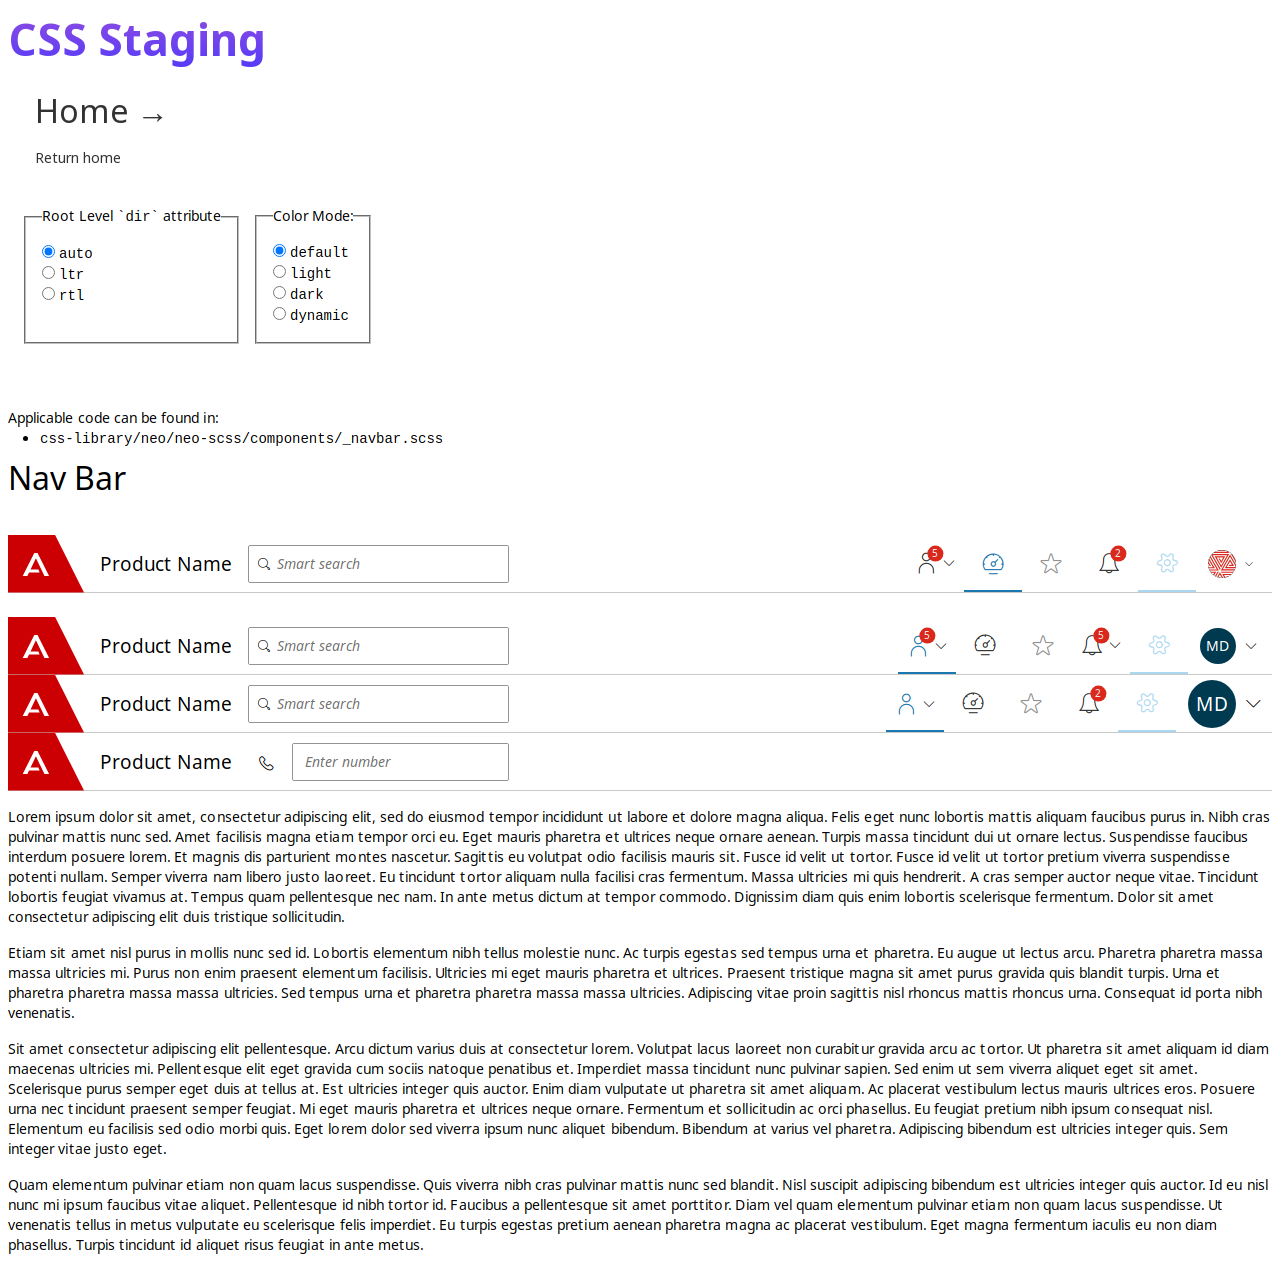 CSS Staging
Home →
Return home
Root Level `dir` attribute
auto
ltr
rtl
Color Mode:
default
light
dark
dynamic
Applicable code can be found in:
• css-library/neo/neo-scss/components/_navbar.scss
Nav Bar
Product Name Smart search 5 2
Product Name Smart search 5 5 MD
Product Name Smart search 2 MD
Product Name Enter number
Lorem ipsum dolor sit amet, consectetur adipiscing elit, sed do eiusmod tempor incididunt ut labore et dolore magna aliqua. Felis eget nunc lobortis mattis aliquam faucibus purus in. Nibh cras
pulvinar mattis nunc sed. Amet facilisis magna etiam tempor orci eu. Eget mauris pharetra et ultrices neque ornare aenean. Turpis massa tincidunt dui ut ornare lectus. Suspendisse faucibus
interdum posuere lorem. Et magnis dis parturient montes nascetur. Sagittis eu volutpat odio facilisis mauris sit. Fusce id velit ut tortor. Fusce id velit ut tortor pretium viverra suspendisse
potenti nullam. Semper viverra nam libero justo laoreet. Eu tincidunt tortor aliquam nulla facilisi cras fermentum. Massa ultricies mi quis hendrerit. A cras semper auctor neque vitae. Tincidunt
lobortis feugiat vivamus at. Tempus quam pellentesque nec nam. In ante metus dictum at tempor commodo. Dignissim diam quis enim lobortis scelerisque fermentum. Dolor sit amet
consectetur adipiscing elit duis tristique sollicitudin.
Etiam sit amet nisl purus in mollis nunc sed id. Lobortis elementum nibh tellus molestie nunc. Ac turpis egestas sed tempus urna et pharetra. Eu augue ut lectus arcu. Pharetra pharetra massa
massa ultricies mi. Purus non enim praesent elementum facilisis. Ultricies mi eget mauris pharetra et ultrices. Praesent tristique magna sit amet purus gravida quis blandit turpis. Urna et
pharetra pharetra massa massa ultricies. Sed tempus urna et pharetra pharetra massa massa ultricies. Adipiscing vitae proin sagittis nisl rhoncus mattis rhoncus urna. Consequat id porta nibh
venenatis.
Sit amet consectetur adipiscing elit pellentesque. Arcu dictum varius duis at consectetur lorem. Volutpat lacus laoreet non curabitur gravida arcu ac tortor. Ut pharetra sit amet aliquam id diam
maecenas ultricies mi. Pellentesque elit eget gravida cum sociis natoque penatibus et. Imperdiet massa tincidunt nunc pulvinar sapien. Sed enim ut sem viverra aliquet eget sit amet.
Scelerisque purus semper eget duis at tellus at. Est ultricies integer quis auctor. Enim diam vulputate ut pharetra sit amet aliquam. Ac placerat vestibulum lectus mauris ultrices eros. Posuere
urna nec tincidunt praesent semper feugiat. Mi eget mauris pharetra et ultrices neque ornare. Fermentum et sollicitudin ac orci phasellus. Eu feugiat pretium nibh ipsum consequat nisl.
Elementum eu facilisis sed odio morbi quis. Eget lorem dolor sed viverra ipsum nunc aliquet bibendum. Bibendum at varius vel pharetra. Adipiscing bibendum est ultricies integer quis. Sem
integer vitae justo eget.
Quam elementum pulvinar etiam non quam lacus suspendisse. Quis viverra nibh cras pulvinar mattis nunc sed blandit. Nisl suscipit adipiscing bibendum est ultricies integer quis auctor. Id eu nisl
nunc mi ipsum faucibus vitae aliquet. Pellentesque id nibh tortor id. Faucibus a pellentesque sit amet porttitor. Diam vel quam elementum pulvinar etiam non quam lacus suspendisse. Ut
venenatis tellus in metus vulputate eu scelerisque felis imperdiet. Eu turpis egestas pretium aenean pharetra magna ac placerat vestibulum. Eget magna fermentum iaculis eu non diam
phasellus. Turpis tincidunt id aliquet risus feugiat in ante metus.